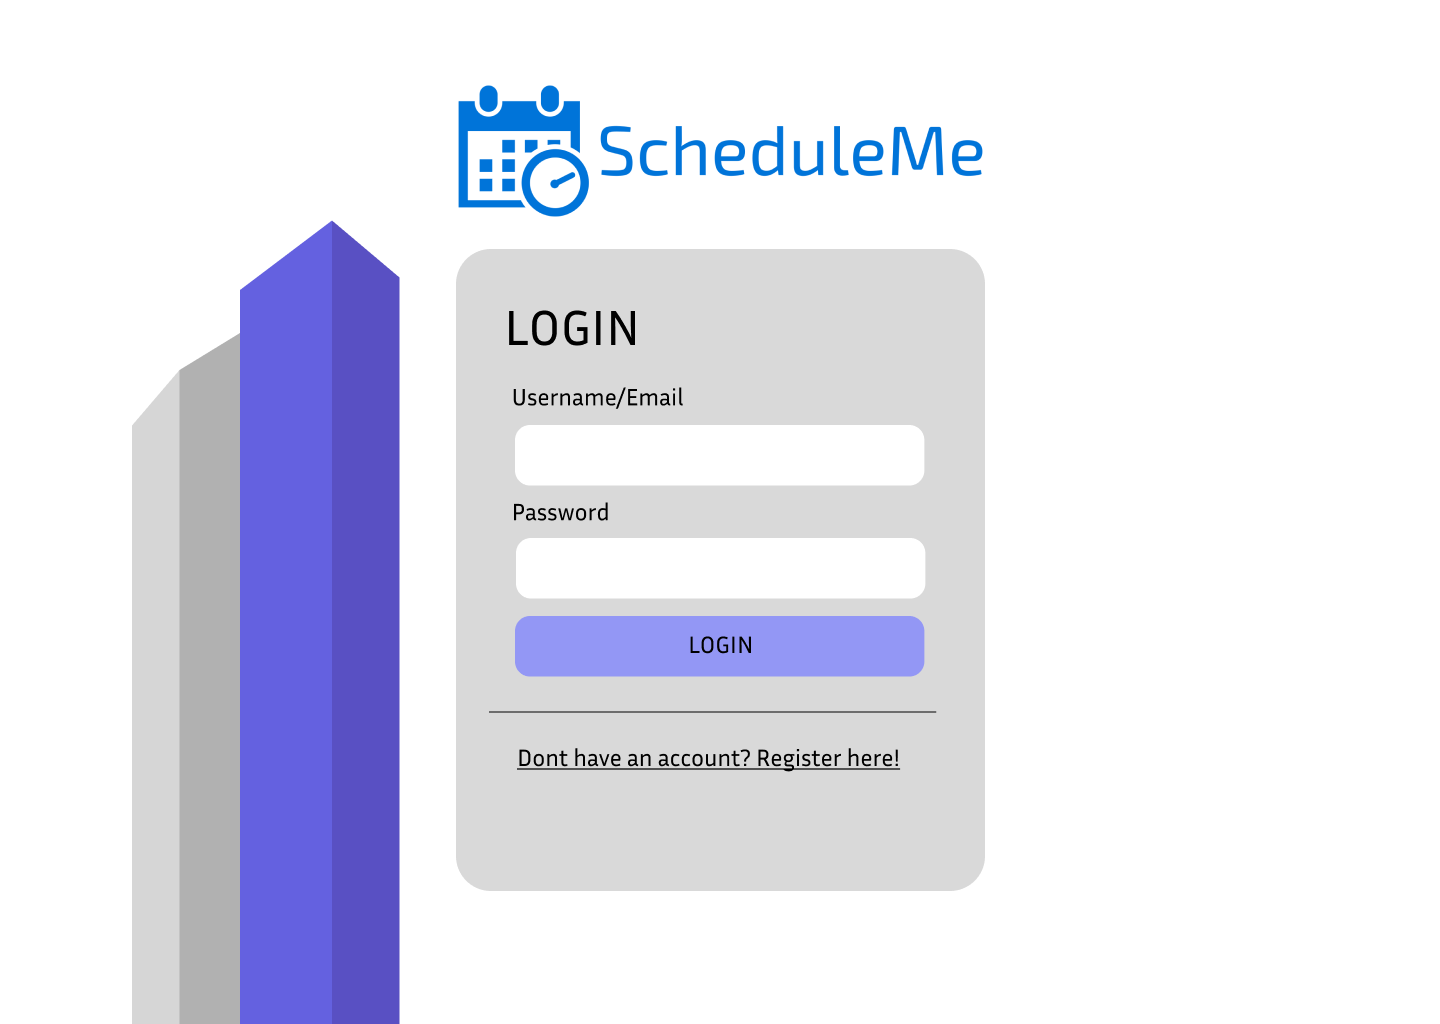 ScheduleMe
LOGIN
Username/Email
Password
LOGIN
Dont have an account? Register here!